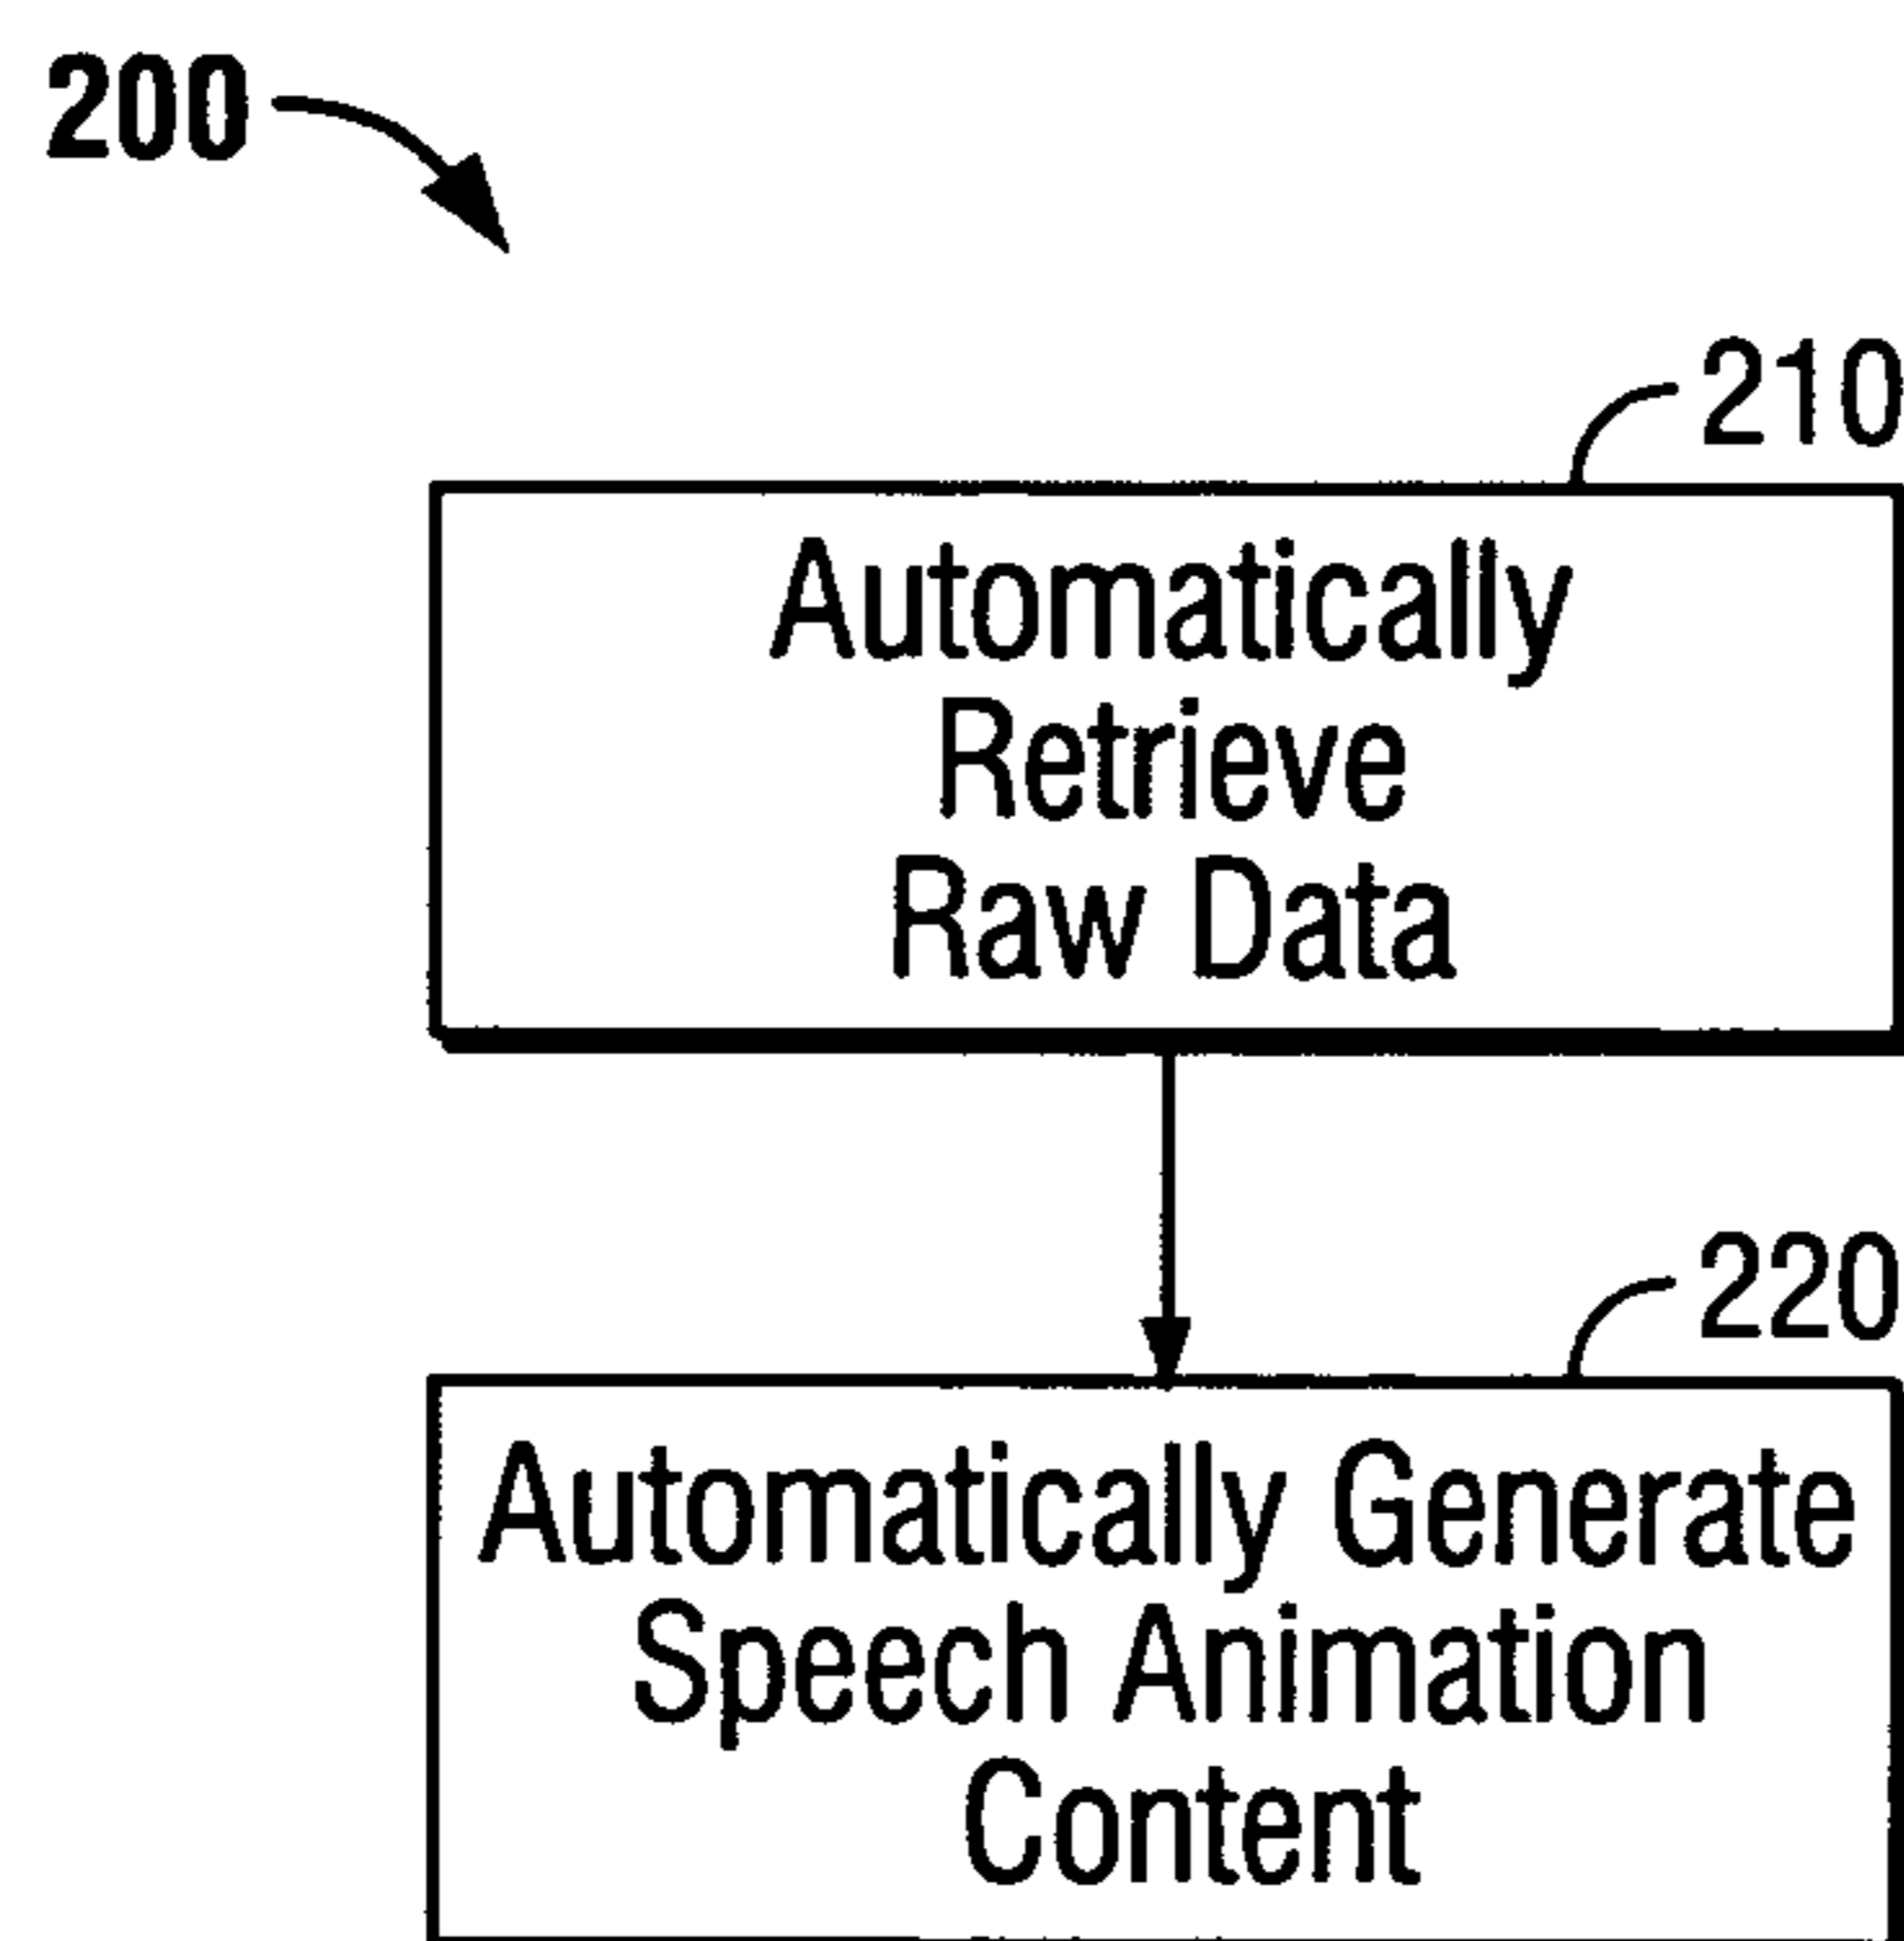 200
210
Automatically
Retrieve
Raw Data
220
Automatically Generate
Speech Animation
Content